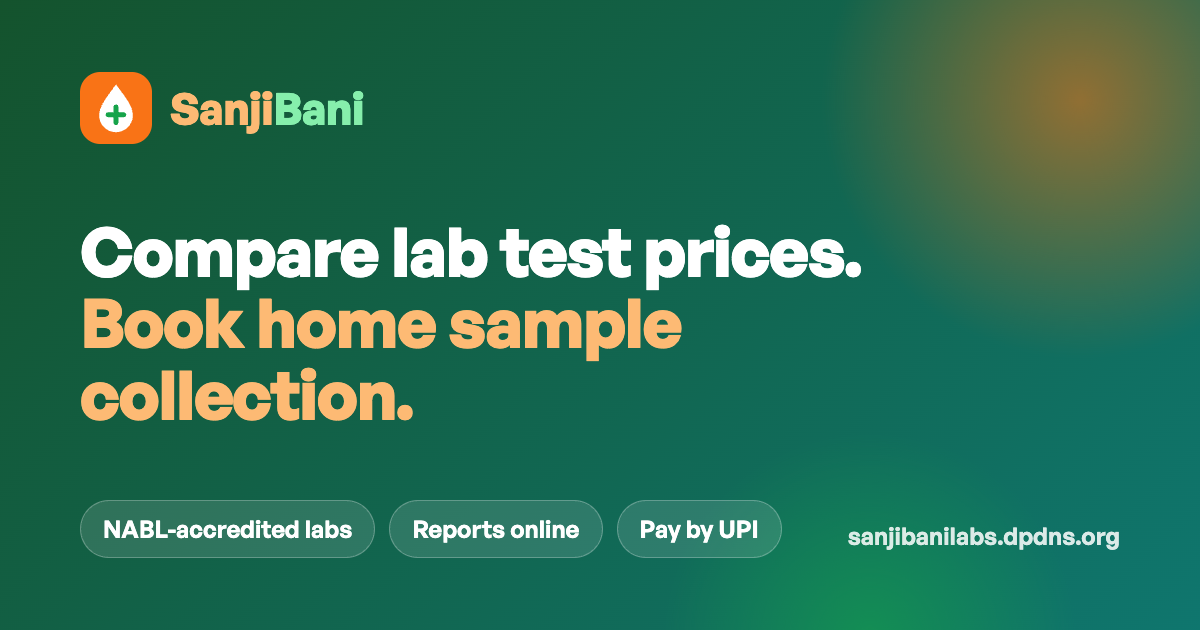 SanjiBani
Compare lab test prices.
Book home sample
collection.
NABL-accredited labs
Reports online
Pay by UPI
sanjibanilabs.dpdns.org